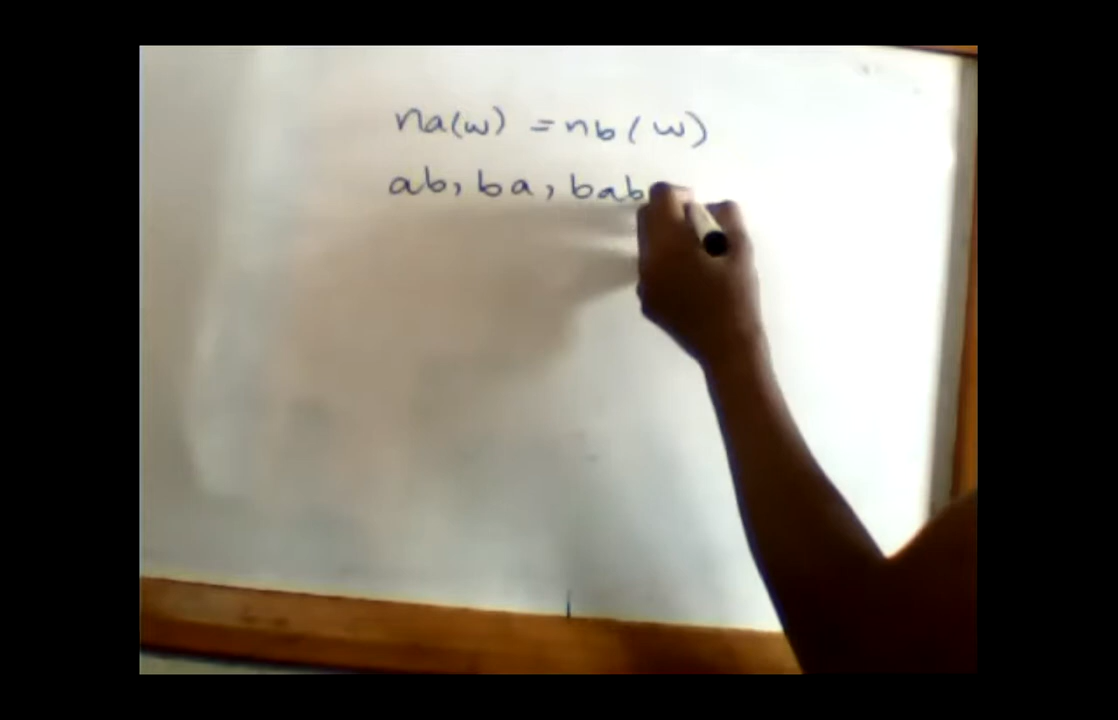 na(w) = nb(w)
ab, ba, bab